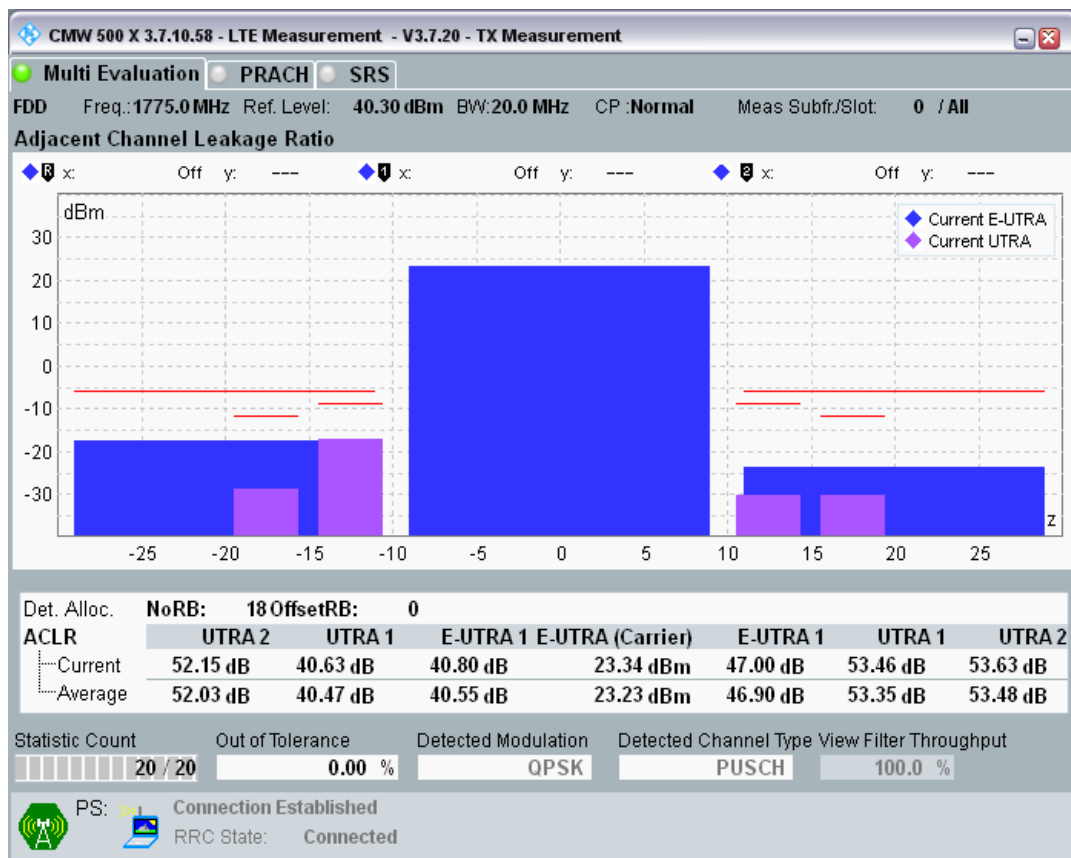 CMW 500 X 3.7.10.58 - LTE Measurement - V3.7.20 - TX Measurement
Multi Evaluation PRACH SRS
FDD Freq.:1775.0 MHz Ref. Level: 40.30 dBm BW:20.0 MHz CP :Normal Meas Subfr./Slot: 0 / All
Adjacent Channel Leakage Ratio
R x: Off y: --- 1 x: Off y: --- 2 x: Off y: ---
dBm
Current E-UTRA
Current UTRA
30
20
10
0
-10
-20
-30
z
-25 -20 -15 -10 -5 0 5 10 15 20 25
Det. Alloc. NoRB: 18 OffsetRB: 0
ACLR UTRA 2 UTRA 1 E-UTRA 1 E-UTRA (Carrier) E-UTRA 1 UTRA 1 UTRA 2
Current 52.15 dB 40.63 dB 40.80 dB 23.34 dBm 47.00 dB 53.46 dB 53.63 dB
Average 52.03 dB 40.47 dB 40.55 dB 23.23 dBm 46.90 dB 53.35 dB 53.48 dB
Statistic Count Out of Tolerance Detected Modulation Detected Channel Type View Filter Throughput
20 / 20 0.00 % QPSK PUSCH 100.0 %
PS: Connection Established
RRC State: Connected